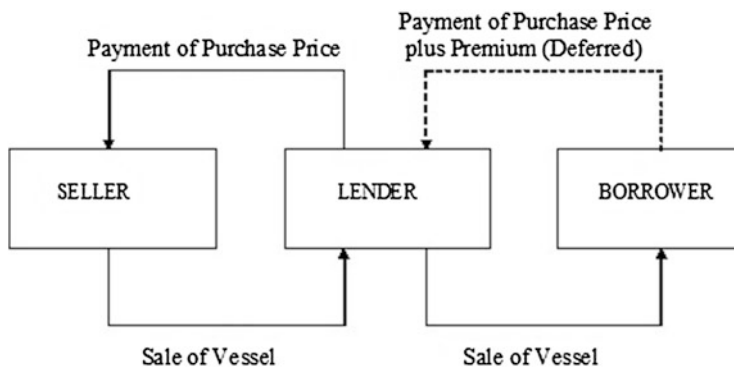 Payment of Purchase Price
Payment of Purchase Price
plus Premium (Deferred)
SELLER
LENDER
BORROWER
Sale of Vessel
Sale of Vessel